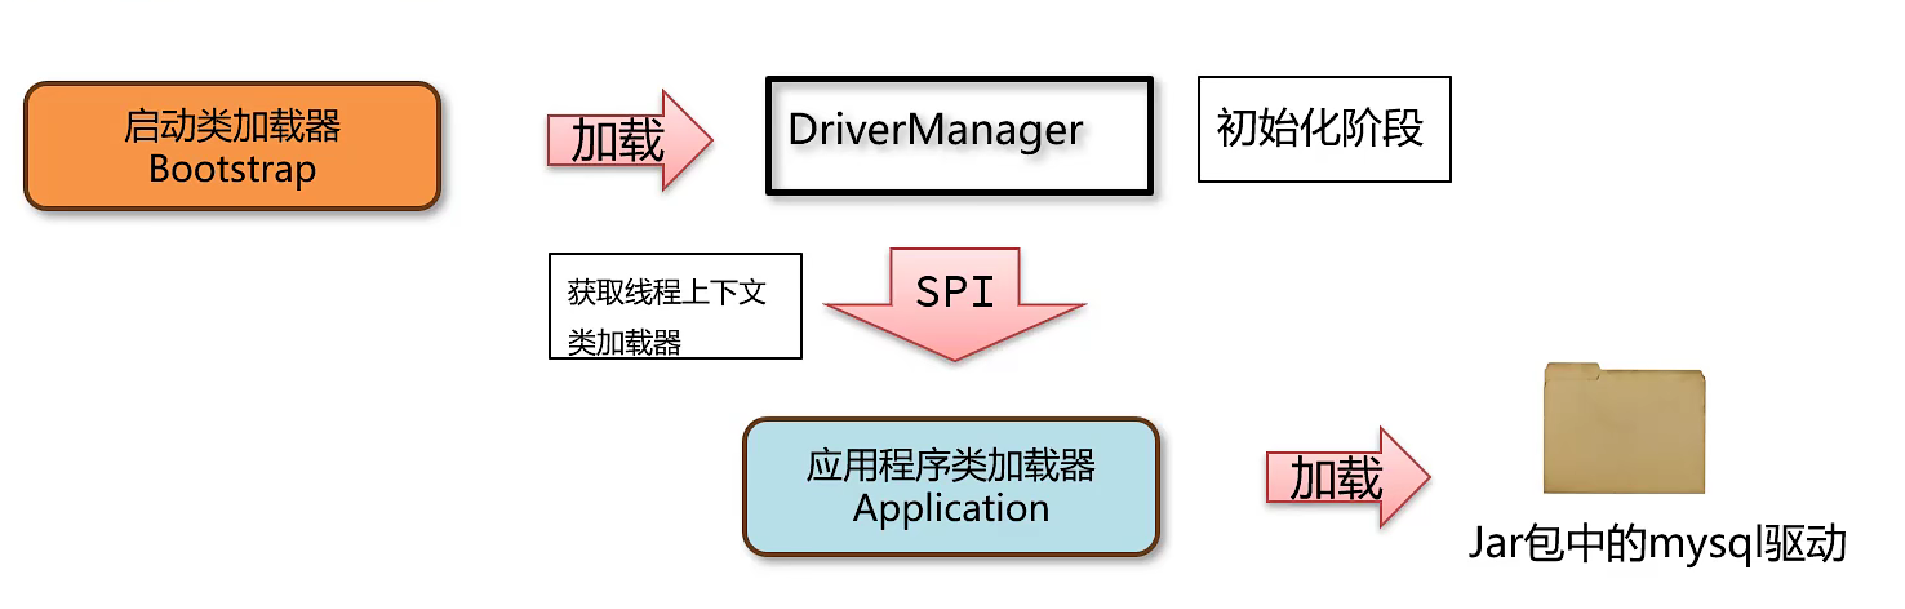 启动类加载器
Bootstrap
加载
DriverManager
初始化阶段
获取线程上下文
类加载器
SPI
应用程序类加载器
Application
加载
Jar包中的mysql驱动